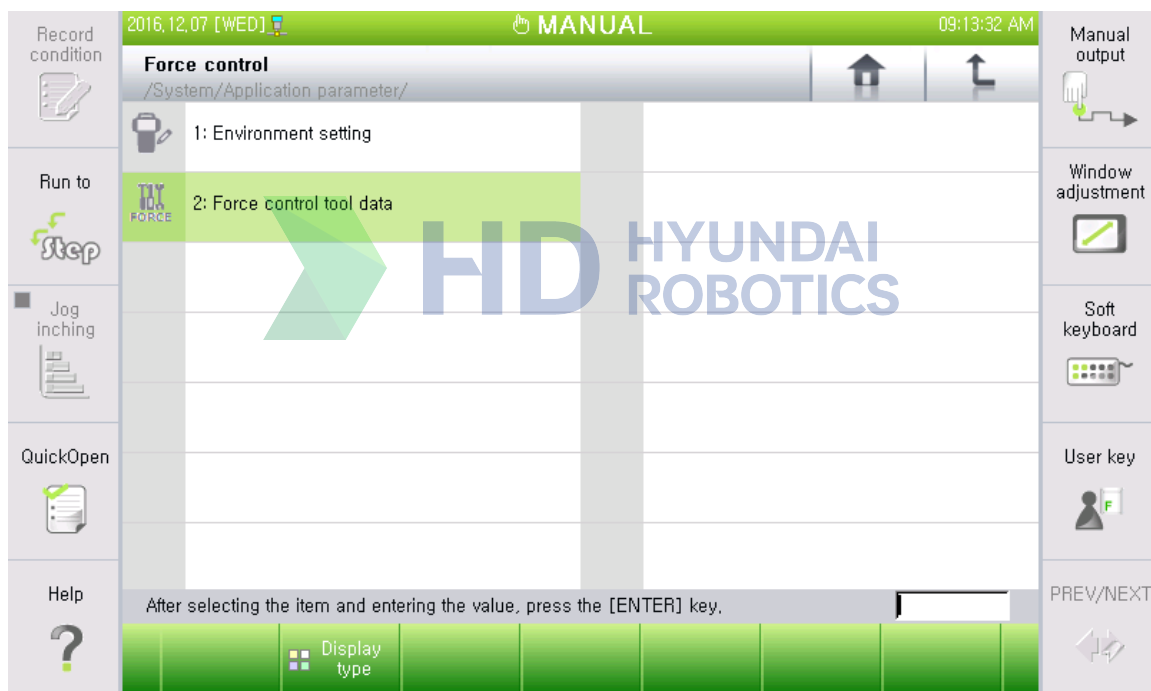 Record
condition
Run to
Step
Jog
inching
QuickOpen
Help
?
2016,12,07 [WED]
MANUAL
09:13:32 AM
Force control
/System/Application parameter/
1: Environment setting
FORCE
2: Force control tool data
HD HYUNDAI
ROBOTICS
After selecting the item and entering the value, press the [ENTER] key,
Display
type
Manual
output
Window
adjustment
Soft
keyboard
User key
F
PREV/NEXT